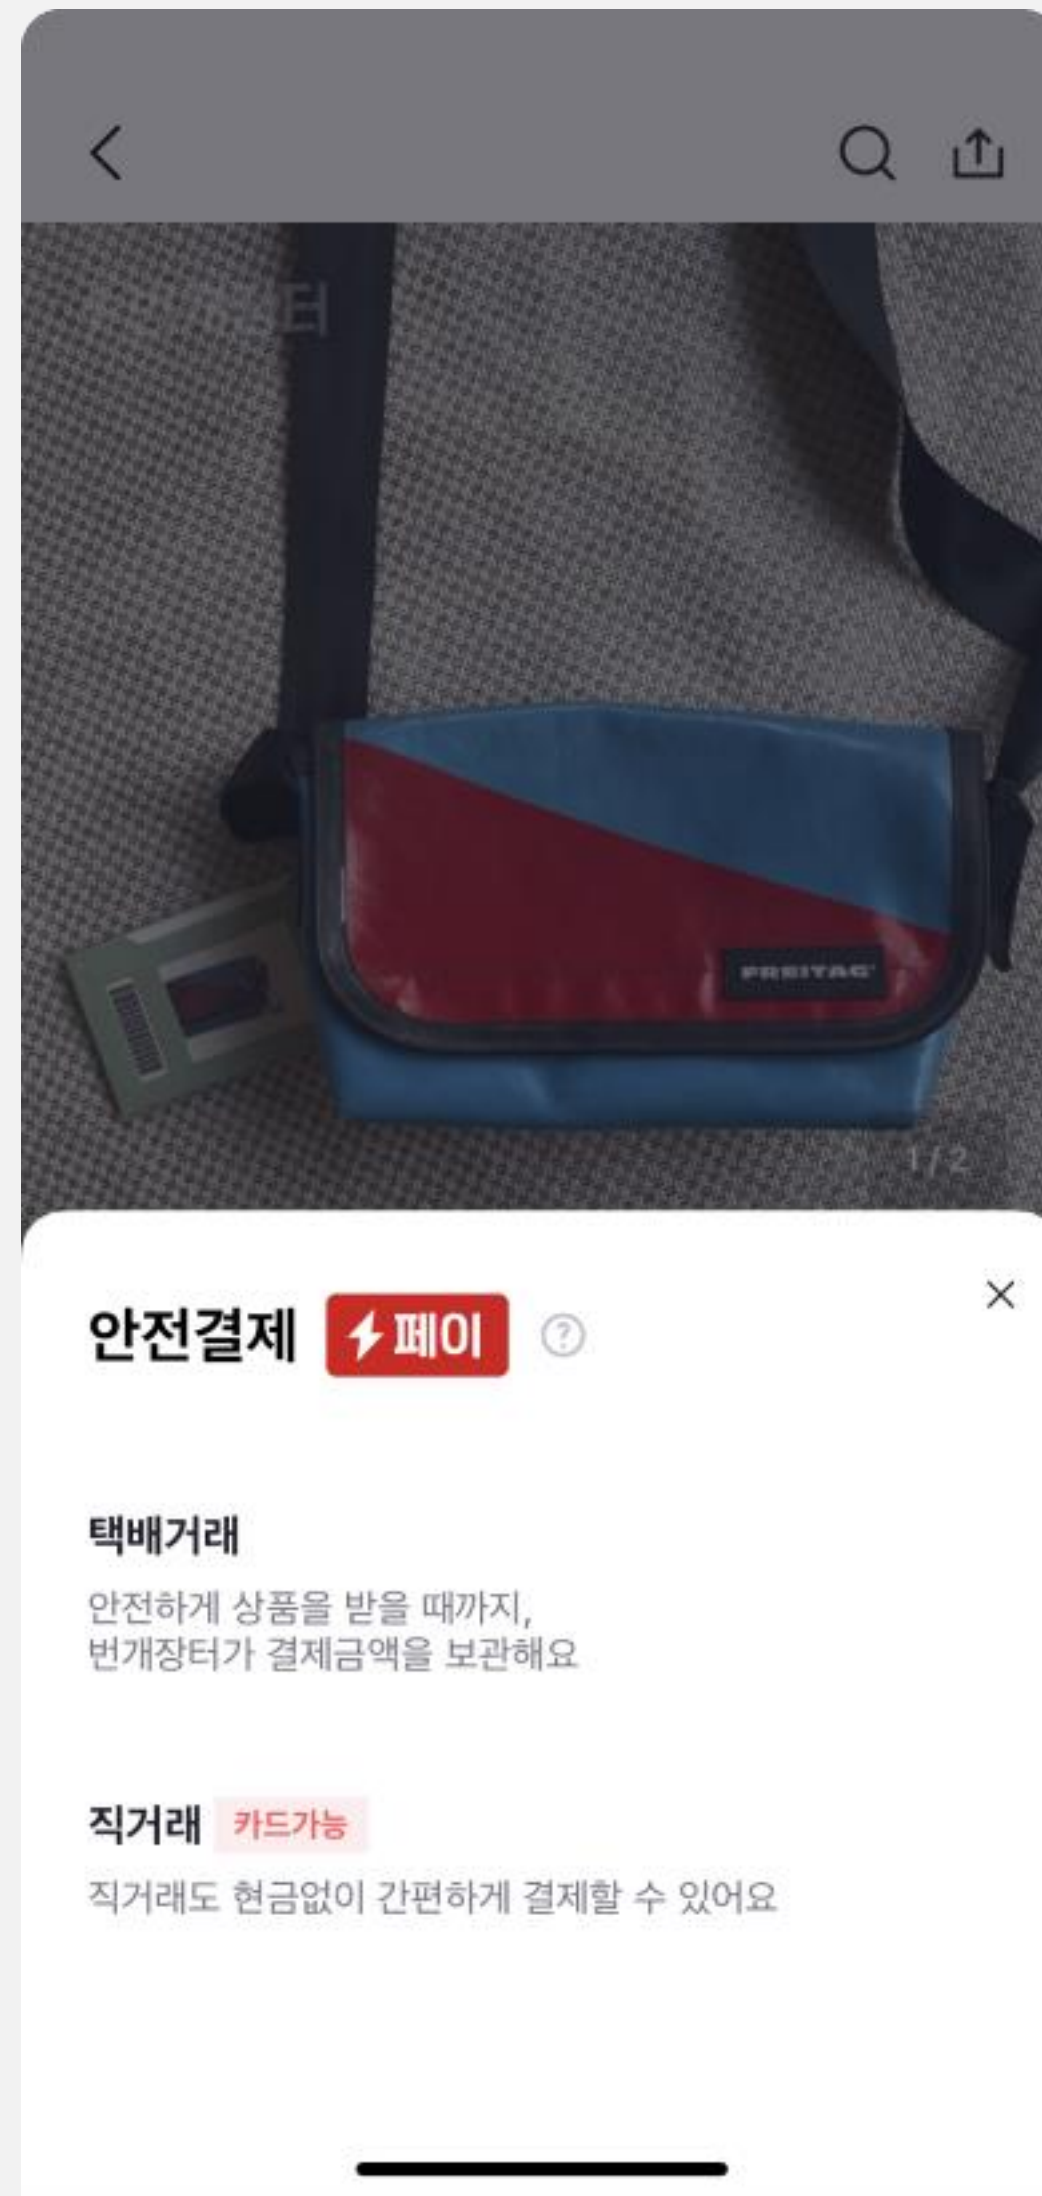 터
FREITAG
1/2
안전결제 페이 ?
택배거래
안전하게 상품을 받을 때까지,
번개장터가 결제금액을 보관해요
직거래 카드가능
직거래도 현금없이 간편하게 결제할 수 있어요